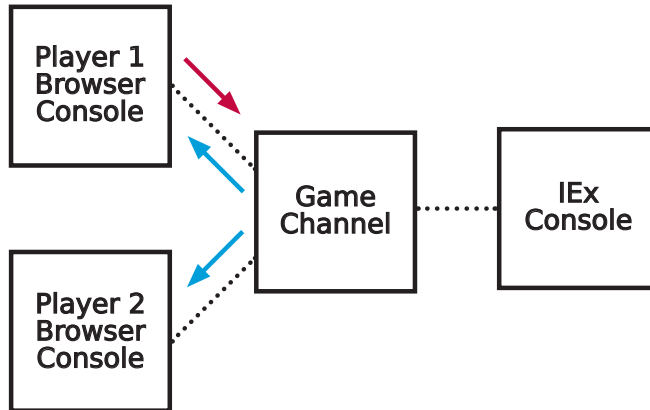 Player 1
Browser
Console
Game
Channel
IEx
Console
Player 2
Browser
Console